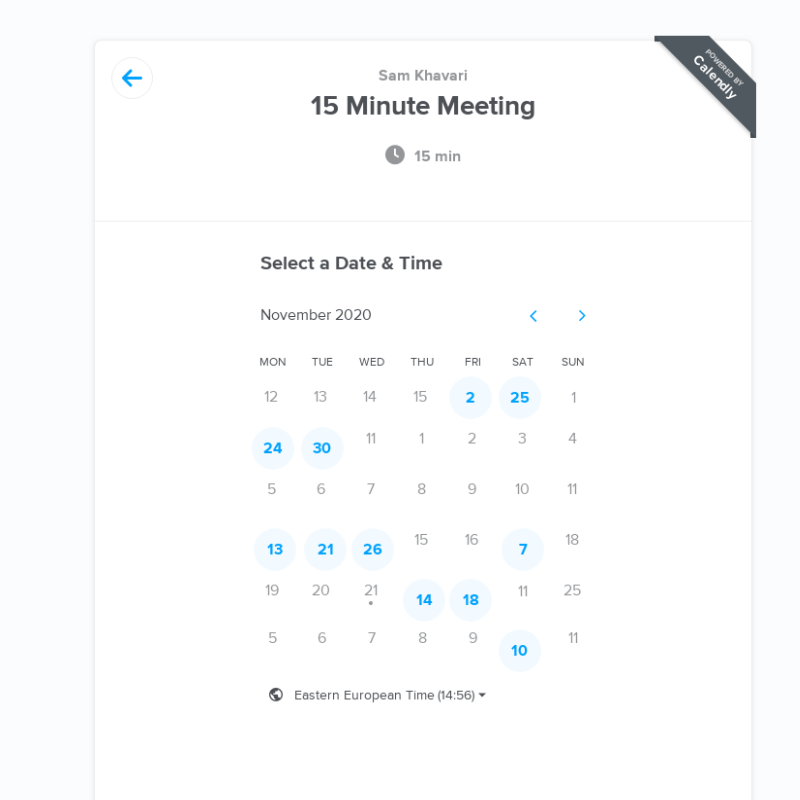 Sam Khavari
15 Minute Meeting
15 min
POWERED BY
Calendly
Select a Date & Time
November 2020
MON TUE WED THU FRI SAT SUN
12 13 14 15 2 25 1
24 30 11 1 2 3 4
5 6 7 8 9 10 11
13 21 26 15 16 7 18
19 20 21 14 18 11 25
5 6 7 8 9 10 11
Eastern European Time (14:56)